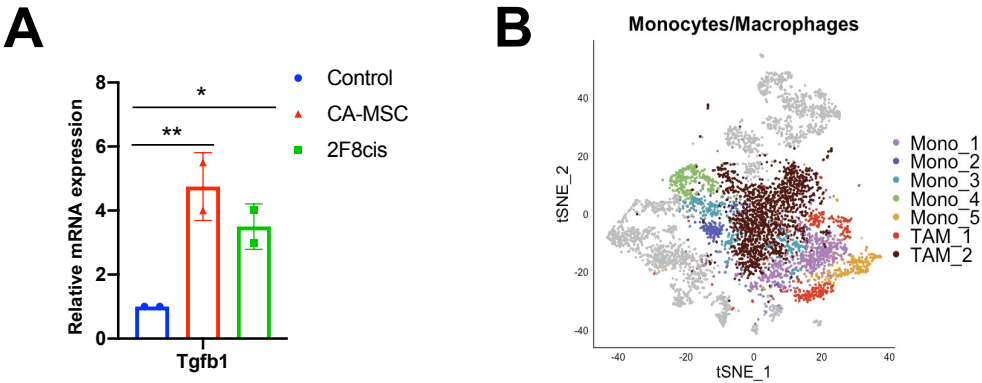 A
Relative mRNA expression
8
6
4
2
0
*
**
Tgfb1
Control
CA-MSC
2F8cis
B
Monocytes/Macrophages
tSNE_2
40
20
0
-20
-40
-40 -20 0 20 40
tSNE_1
Mono_1
Mono_2
Mono_3
Mono_4
Mono_5
TAM_1
TAM_2